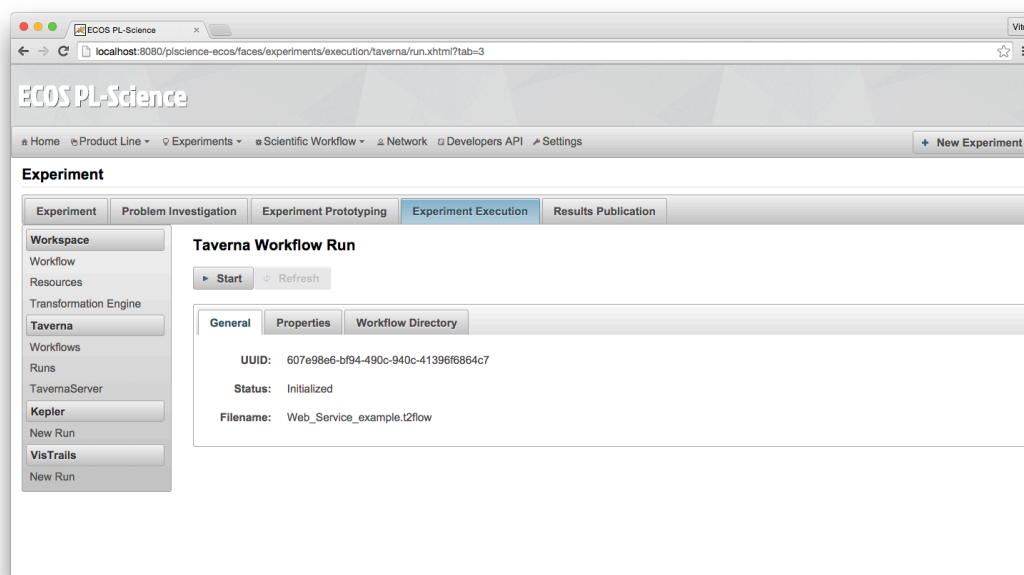 ECOS PL-Science
localhost:8080/plscience-ecos/faces/experiments/execution/taverna/run.xhtml?tab=3
ECOS PL-Science
Home Product Line Experiments Scientific Workflow Network Developers API Settings + New Experiment
Experiment
Experiment Problem Investigation Experiment Prototyping Experiment Execution Results Publication
Workspace
Workflow
Resources
Transformation Engine
Taverna
Workflows
Runs
TavernaServer
Kepler
New Run
VisTrails
New Run
Taverna Workflow Run
Start Refresh
General Properties Workflow Directory
UUID: 607e98e6-bf94-490c-940c-41396f6864c7
Status: Initialized
Filename: Web_Service_example.t2flow